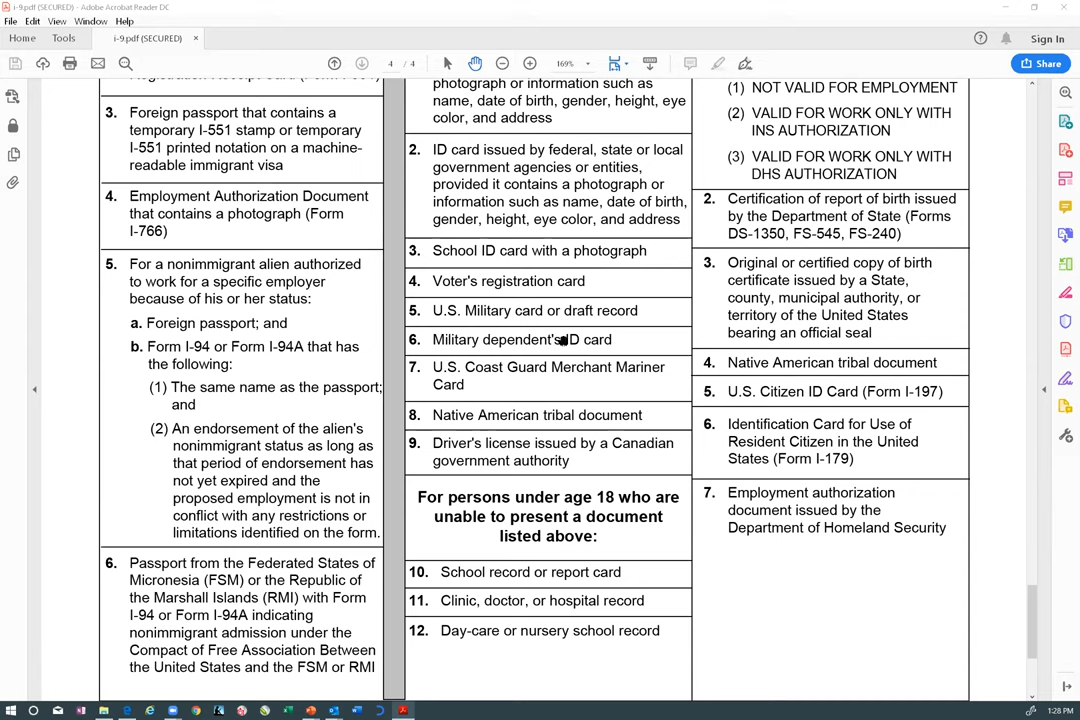 i-9.pdf (SECURED) - Adobe Acrobat Reader DC
File Edit View Window Help
Home Tools i-9.pdf (SECURED) × Sign In
4 / 4 169% Share
3. Foreign passport that contains a
temporary I-551 stamp or temporary
I-551 printed notation on a machine-
readable immigrant visa
4. Employment Authorization Document
that contains a photograph (Form
I-766)
5. For a nonimmigrant alien authorized
to work for a specific employer
because of his or her status:
a. Foreign passport; and
b. Form I-94 or Form I-94A that has
the following:
(1) The same name as the passport;
and
(2) An endorsement of the alien's
nonimmigrant status as long as
that period of endorsement has
not yet expired and the
proposed employment is not in
conflict with any restrictions or
limitations identified on the form.
6. Passport from the Federated States of
Micronesia (FSM) or the Republic of
the Marshall Islands (RMI) with Form
I-94 or Form I-94A indicating
nonimmigrant admission under the
Compact of Free Association Between
the United States and the FSM or RMI
photograph or information such as
name, date of birth, gender, height, eye
color, and address
2. ID card issued by federal, state or local
government agencies or entities,
provided it contains a photograph or
information such as name, date of birth,
gender, height, eye color, and address
3. School ID card with a photograph
4. Voter's registration card
5. U.S. Military card or draft record
6. Military dependent's ID card
7. U.S. Coast Guard Merchant Mariner
Card
8. Native American tribal document
9. Driver's license issued by a Canadian
government authority
For persons under age 18 who are
unable to present a document
listed above:
10. School record or report card
11. Clinic, doctor, or hospital record
12. Day-care or nursery school record
(1) NOT VALID FOR EMPLOYMENT
(2) VALID FOR WORK ONLY WITH
INS AUTHORIZATION
(3) VALID FOR WORK ONLY WITH
DHS AUTHORIZATION
2. Certification of report of birth issued
by the Department of State (Forms
DS-1350, FS-545, FS-240)
3. Original or certified copy of birth
certificate issued by a State,
county, municipal authority, or
territory of the United States
bearing an official seal
4. Native American tribal document
5. U.S. Citizen ID Card (Form I-197)
6. Identification Card for Use of
Resident Citizen in the United
States (Form I-179)
7. Employment authorization
document issued by the
Department of Homeland Security
1:28 PM